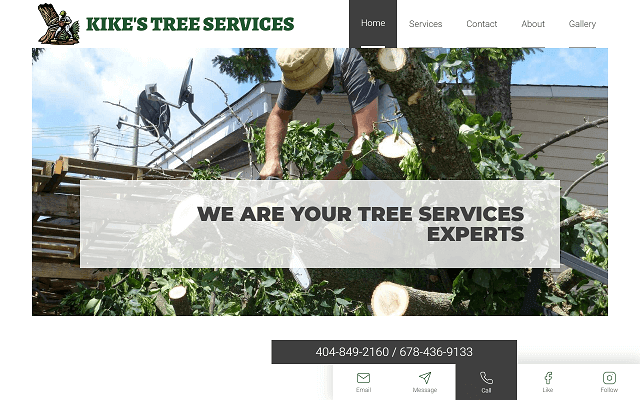 KIKE'S TREE SERVICES
Home Services Contact About Gallery
WE ARE YOUR TREE SERVICES
EXPERTS
404-849-2160 / 678-436-9133
Email Message Call Like Follow